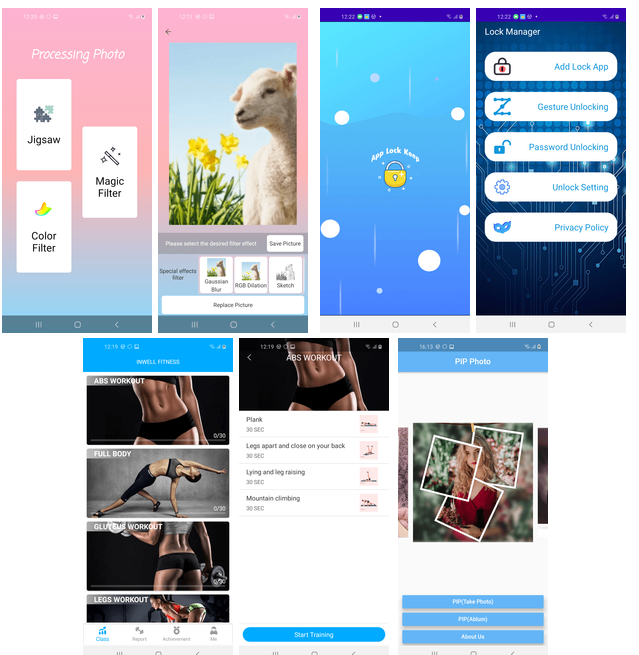 12:20
Processing Photo
Jigsaw
Magic
Filter
Color
Filter
12:21
Please select the desired filter effect
Save Picture
Special effects
filter
Gaussian
Blur
RGB Dilation
Sketch
Replace Picture
12:22
App Lock Keep
12:22
Lock Manager
Add Lock App
Gesture Unlocking
Password Unlocking
Unlock Setting
Privacy Policy
12:19
INWELL FITNESS
ABS WORKOUT
0/30
FULL BODY
0/30
GLUTEUS WORKOUT
0/30
LEGS WORKOUT
Class
Report
Achievement
Me
12:19
ABS WORKOUT
Plank
30 SEC
Legs apart and close on your back
30 SEC
Lying and leg raising
30 SEC
Mountain climbing
30 SEC
Start Training
16:13
PIP Photo
PIP(Take Photo)
PIP(Ablum)
About Us